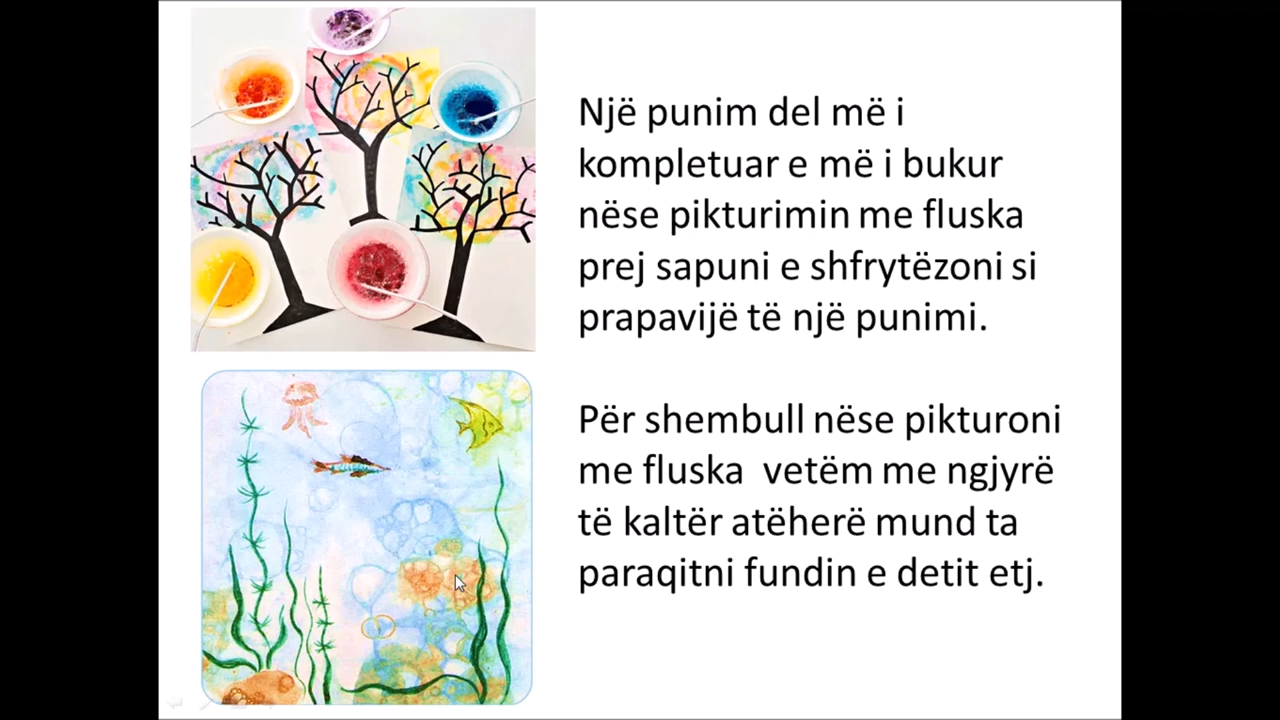 Një punim del më i
kompletuar e më i bukur
nëse pikturimin me fluska
prej sapuni e shfrytëzoni si
prapavijë të një punimi.
Për shembull nëse pikturoni
me fluska vetëm me ngjyrë
të kaltër atëherë mund ta
paraqitni fundin e detit etj.